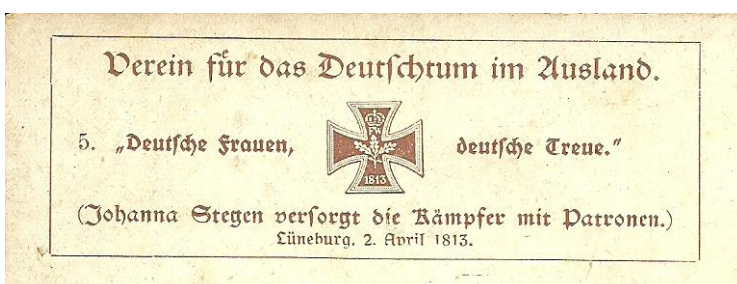 Verein für das Deutschtum im Ausland.
5. „Deutsche Frauen, deutsche Treue."
1813
(Johanna Stegen versorgt die Kämpfer mit Patronen.)
Lüneburg. 2. April 1813.